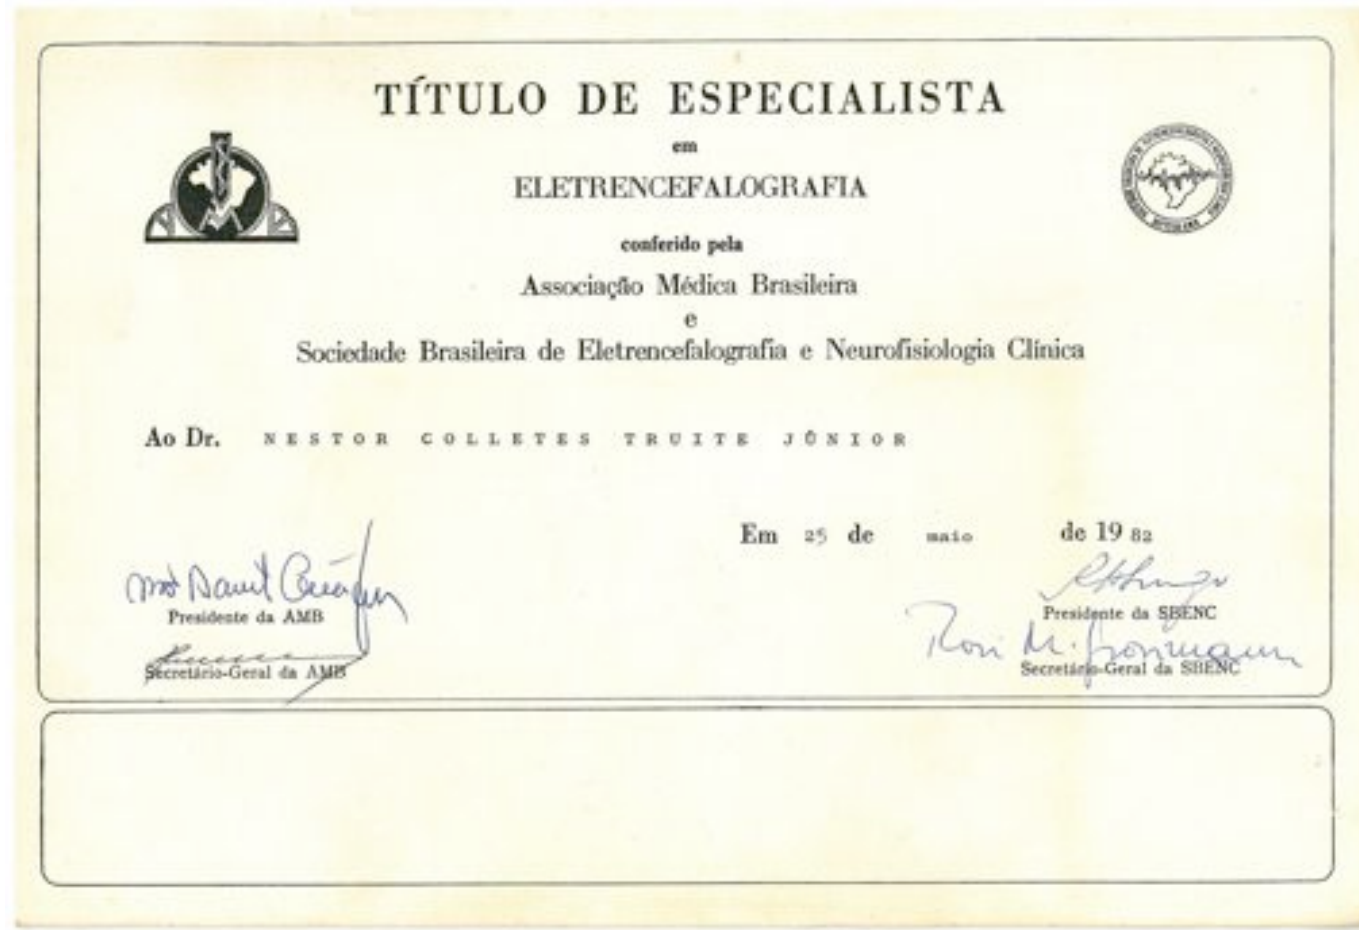 TÍTULO DE ESPECIALISTA
em
ELETRENCEFALOGRAFIA
conferido pela
Associação Médica Brasileira
e
Sociedade Brasileira de Eletrencefalografia e Neurofisiologia Clínica
Ao Dr. NESTOR COLLETES TRUITE JÚNIOR
Em 25 de maio de 1982
Presidente da AMB
Presidente da SBENC
Secretário-Geral da AMB
Secretário-Geral da SBENC